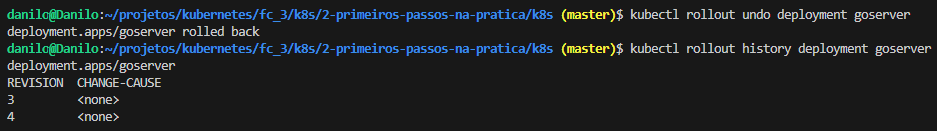 danilo@Danilo:~/projetos/kubernetes/fc_3/k8s/2-primeiros-passos-na-pratica/k8s (master)$ kubectl rollout undo deployment goserver
deployment.apps/goserver rolled back
danilo@Danilo:~/projetos/kubernetes/fc_3/k8s/2-primeiros-passos-na-pratica/k8s (master)$ kubectl rollout history deployment goserver
deployment.apps/goserver
REVISION  CHANGE-CAUSE
3         <none>
4         <none>